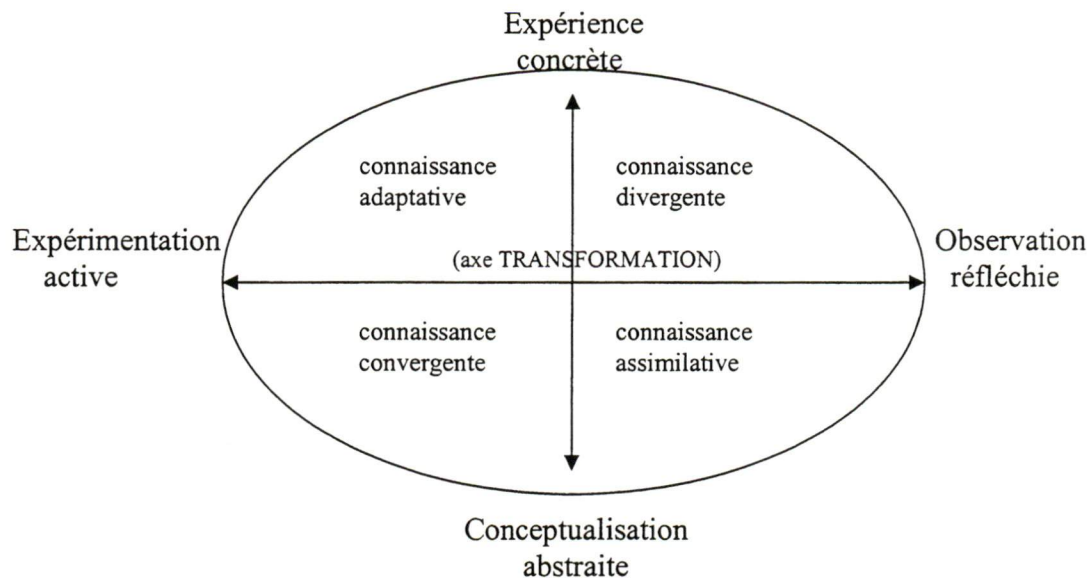 Expérience
concrète
connaissance
adaptative
connaissance
divergente
Expérimentation
active
(axe TRANSFORMATION)
Observation
réfléchie
connaissance
convergente
connaissance
assimilative
Conceptualisation
abstraite